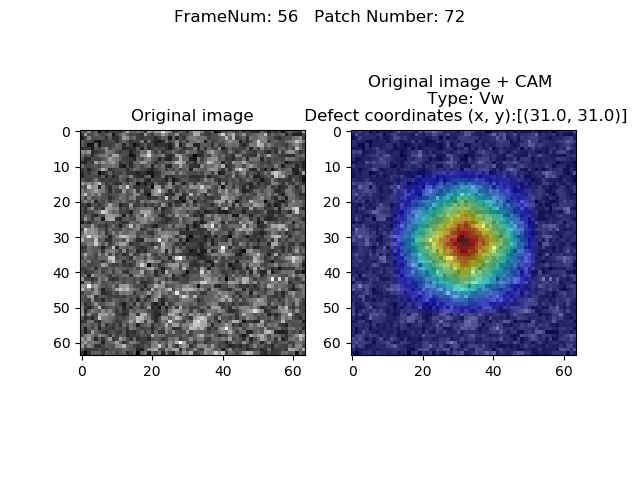 FrameNum: 56   Patch Number: 72
Original image + CAM
Type: Vw
Original image
Defect coordinates (x, y):[(31.0, 31.0)]
0
10
20
30
40
50
60
0 20 40 60
0
10
20
30
40
50
60
0 20 40 60